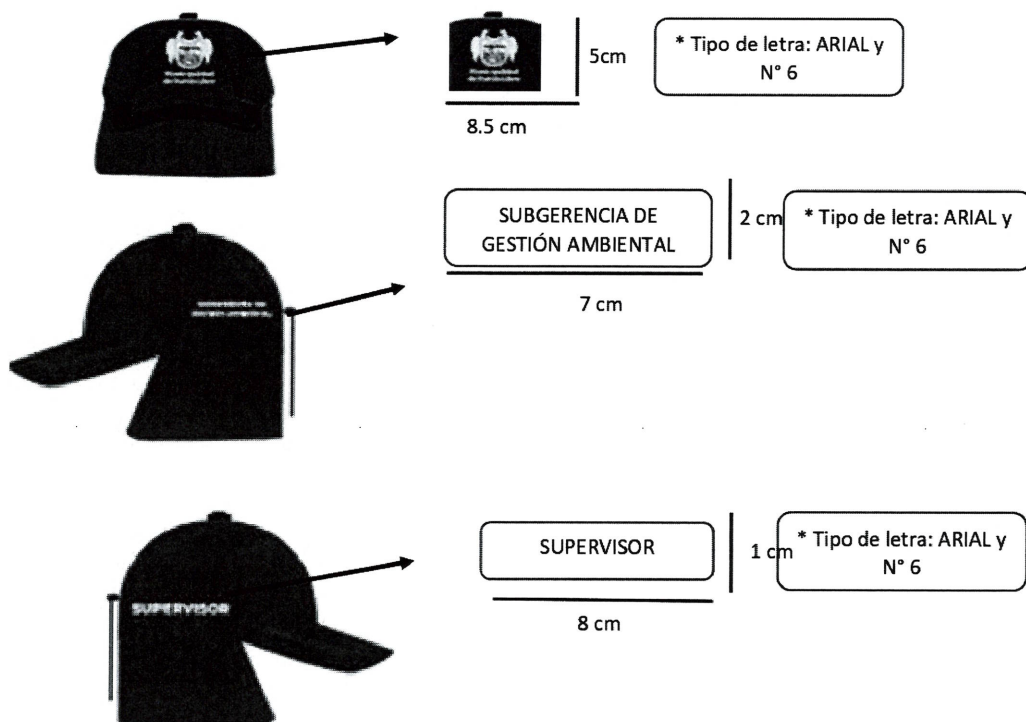 5cm
* Tipo de letra: ARIAL y
N° 6
8.5 cm
SUBGERENCIA DE
GESTIÓN AMBIENTAL
2 cm
* Tipo de letra: ARIAL y
N° 6
7 cm
SUPERVISOR
SUPERVISOR
1 cm
* Tipo de letra: ARIAL y
N° 6
8 cm